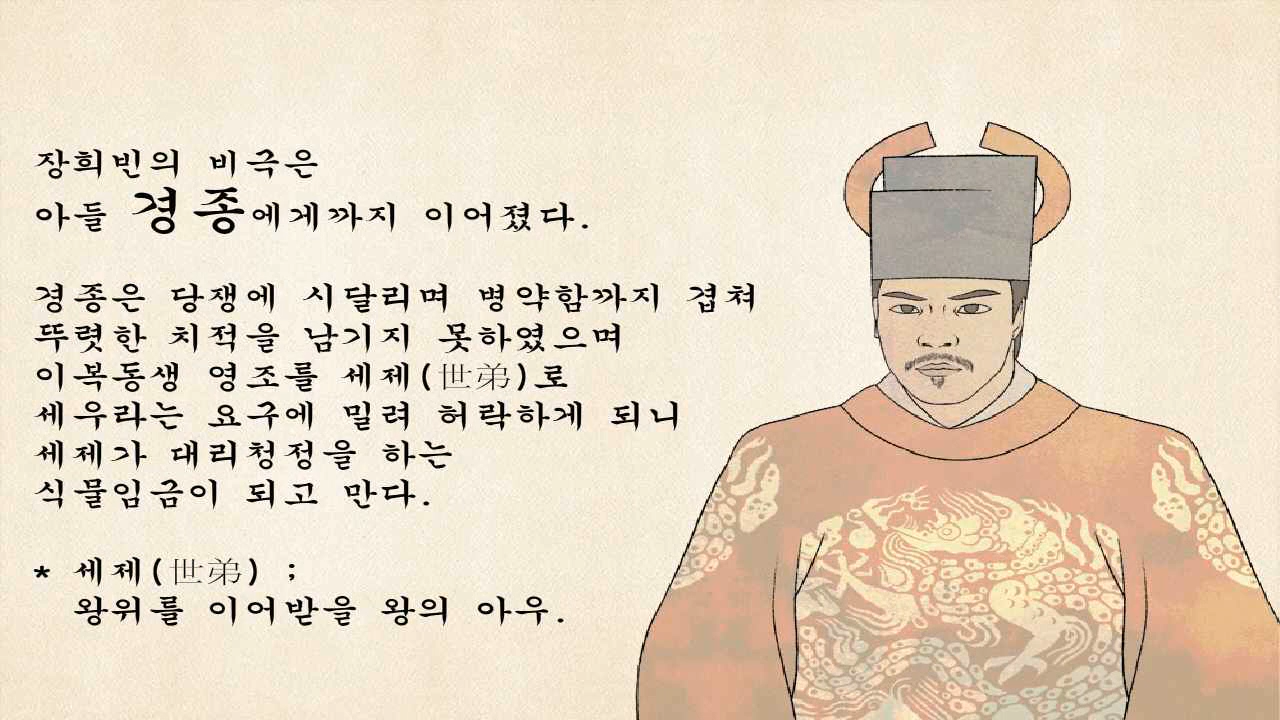 장희빈의 비극은
아들 경종에게까지 이어졌다.
경종은 당쟁에 시달리며 병약함까지 겹쳐
뚜렷한 치적을 남기지 못하였으며
이복동생 영조를 세제(世弟)로
세우라는 요구에 밀려 허락하게 되니
세제가 대리청정을 하는
식물임금이 되고 만다.
* 세제(世弟) ;
왕위를 이어받을 왕의 아우.